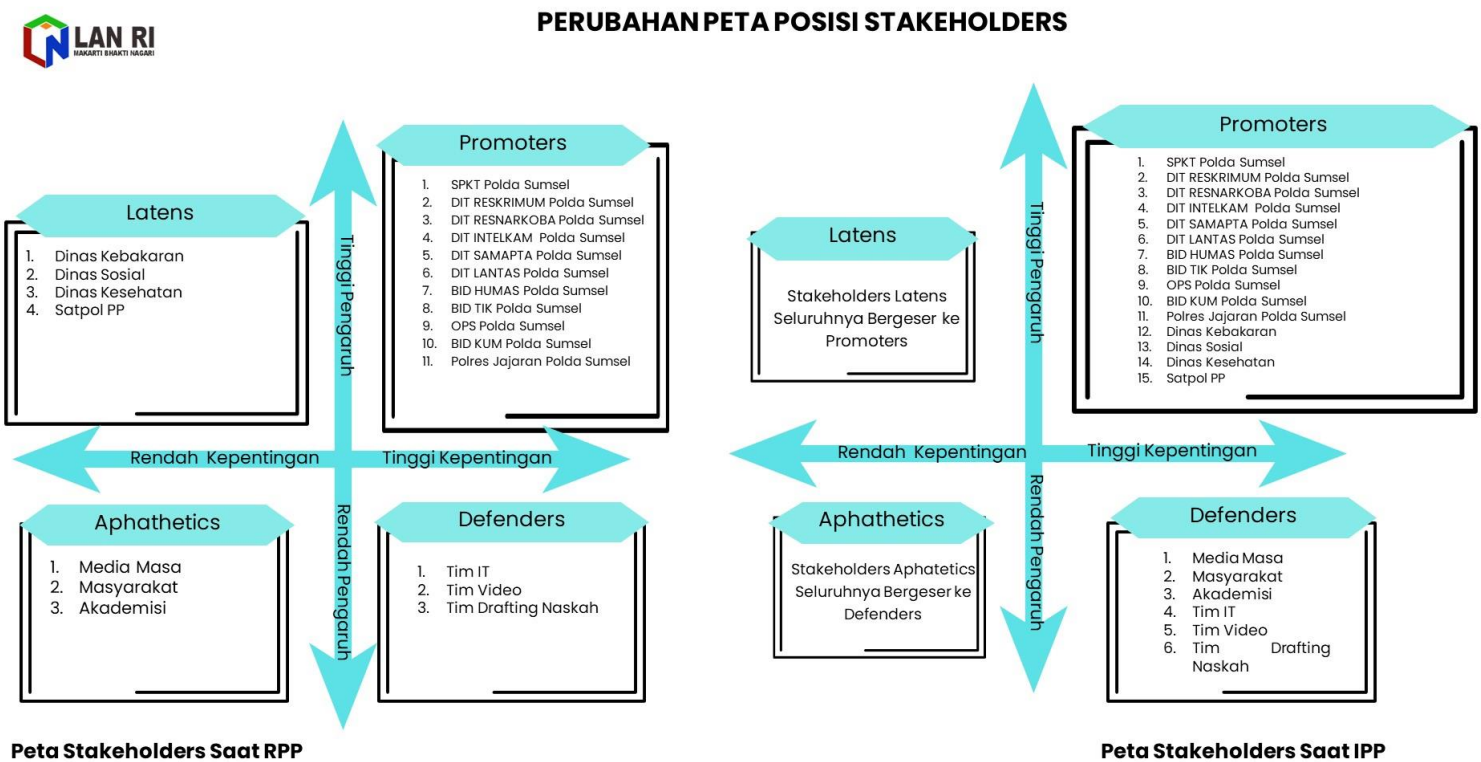 PERUBAHAN PETA POSISI STAKEHOLDERS
LAN RI
MAKARTI BHAKTI NAGARI
Latens
1. Dinas Kebakaran
2. Dinas Sosial
3. Dinas Kesehatan
4. Satpol PP
Tinggi Pengaruh
Promoters
1. SPKT Polda Sumsel
2. DIT RESKRIMUM Polda Sumsel
3. DIT RESNARKOBA Polda Sumsel
4. DIT INTELKAM Polda Sumsel
5. DIT SAMAPTA Polda Sumsel
6. DIT LANTAS Polda Sumsel
7. BID HUMAS Polda Sumsel
8. BID TIK Polda Sumsel
9. OPS Polda Sumsel
10. BID KUM Polda Sumsel
11. Polres Jajaran Polda Sumsel
Rendah Kepentingan
Tinggi Kepentingan
Aphathetics
1. Media Masa
2. Masyarakat
3. Akademisi
Rendah Pengaruh
Defenders
1. Tim IT
2. Tim Video
3. Tim Drafting Naskah
Peta Stakeholders Saat RPP
Latens
Stakeholders Latens
Seluruhnya Bergeser ke
Promoters
Tinggi Pengaruh
Promoters
1. SPKT Polda Sumsel
2. DIT RESKRIMUM Polda Sumsel
3. DIT RESNARKOBA Polda Sumsel
4. DIT INTELKAM Polda Sumsel
5. DIT SAMAPTA Polda Sumsel
6. DIT LANTAS Polda Sumsel
7. BID HUMAS Polda Sumsel
8. BID TIK Polda Sumsel
9. OPS Polda Sumsel
10. BID KUM Polda Sumsel
11. Polres Jajaran Polda Sumsel
12. Dinas Kebakaran
13. Dinas Sosial
14. Dinas Kesehatan
15. Satpol PP
Rendah Kepentingan
Tinggi Kepentingan
Aphathetics
Stakeholders Aphatetics
Seluruhnya Bergeser ke
Defenders
Rendah Pengaruh
Defenders
1. Media Masa
2. Masyarakat
3. Akademisi
4. Tim IT
5. Tim Video
6. Tim Drafting
Naskah
Peta Stakeholders Saat IPP